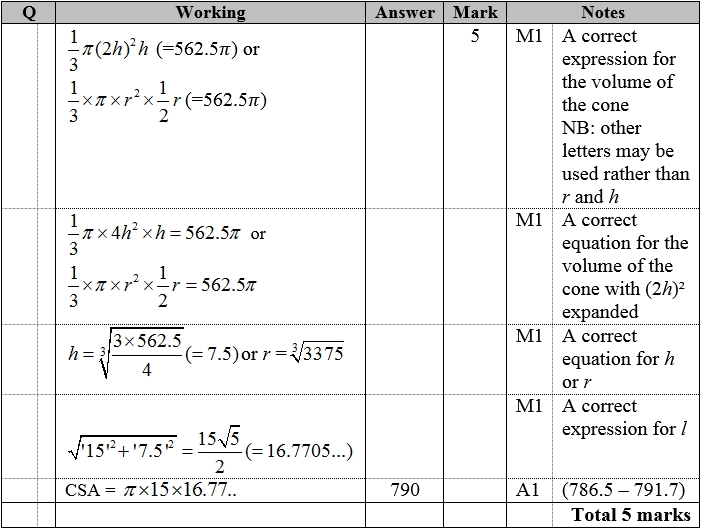 Q Working Answer Mark Notes
1/3 π(2h)² h (=562.5π) or 5 M1 A correct
expression for
1/3 ×π×r²× 1/2 r (=562.5π) the volume of
the cone
NB: other
letters may be
used rather than
r and h
1/3 π×4h²×h = 562.5π or M1 A correct
equation for the
1/3 ×π×r²× 1/2 r = 562.5π volume of the
cone with (2h)²
expanded
h = ∛(3×562.5/4) (= 7.5) or r = ∛3375 M1 A correct
equation for h
or r
M1 A correct
expression for l
√('15'²+'7.5'²) = 15√5/2 (= 16.7705...)
CSA = π×15×16.77.. 790 A1 (786.5 – 791.7)
Total 5 marks